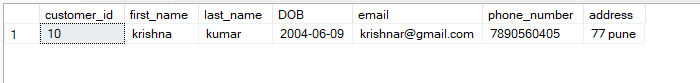 customer_id first_name last_name DOB email phone_number address
1 10 krishna kumar 2004-06-09 krishnar@gmail.com 7890560405 77 pune